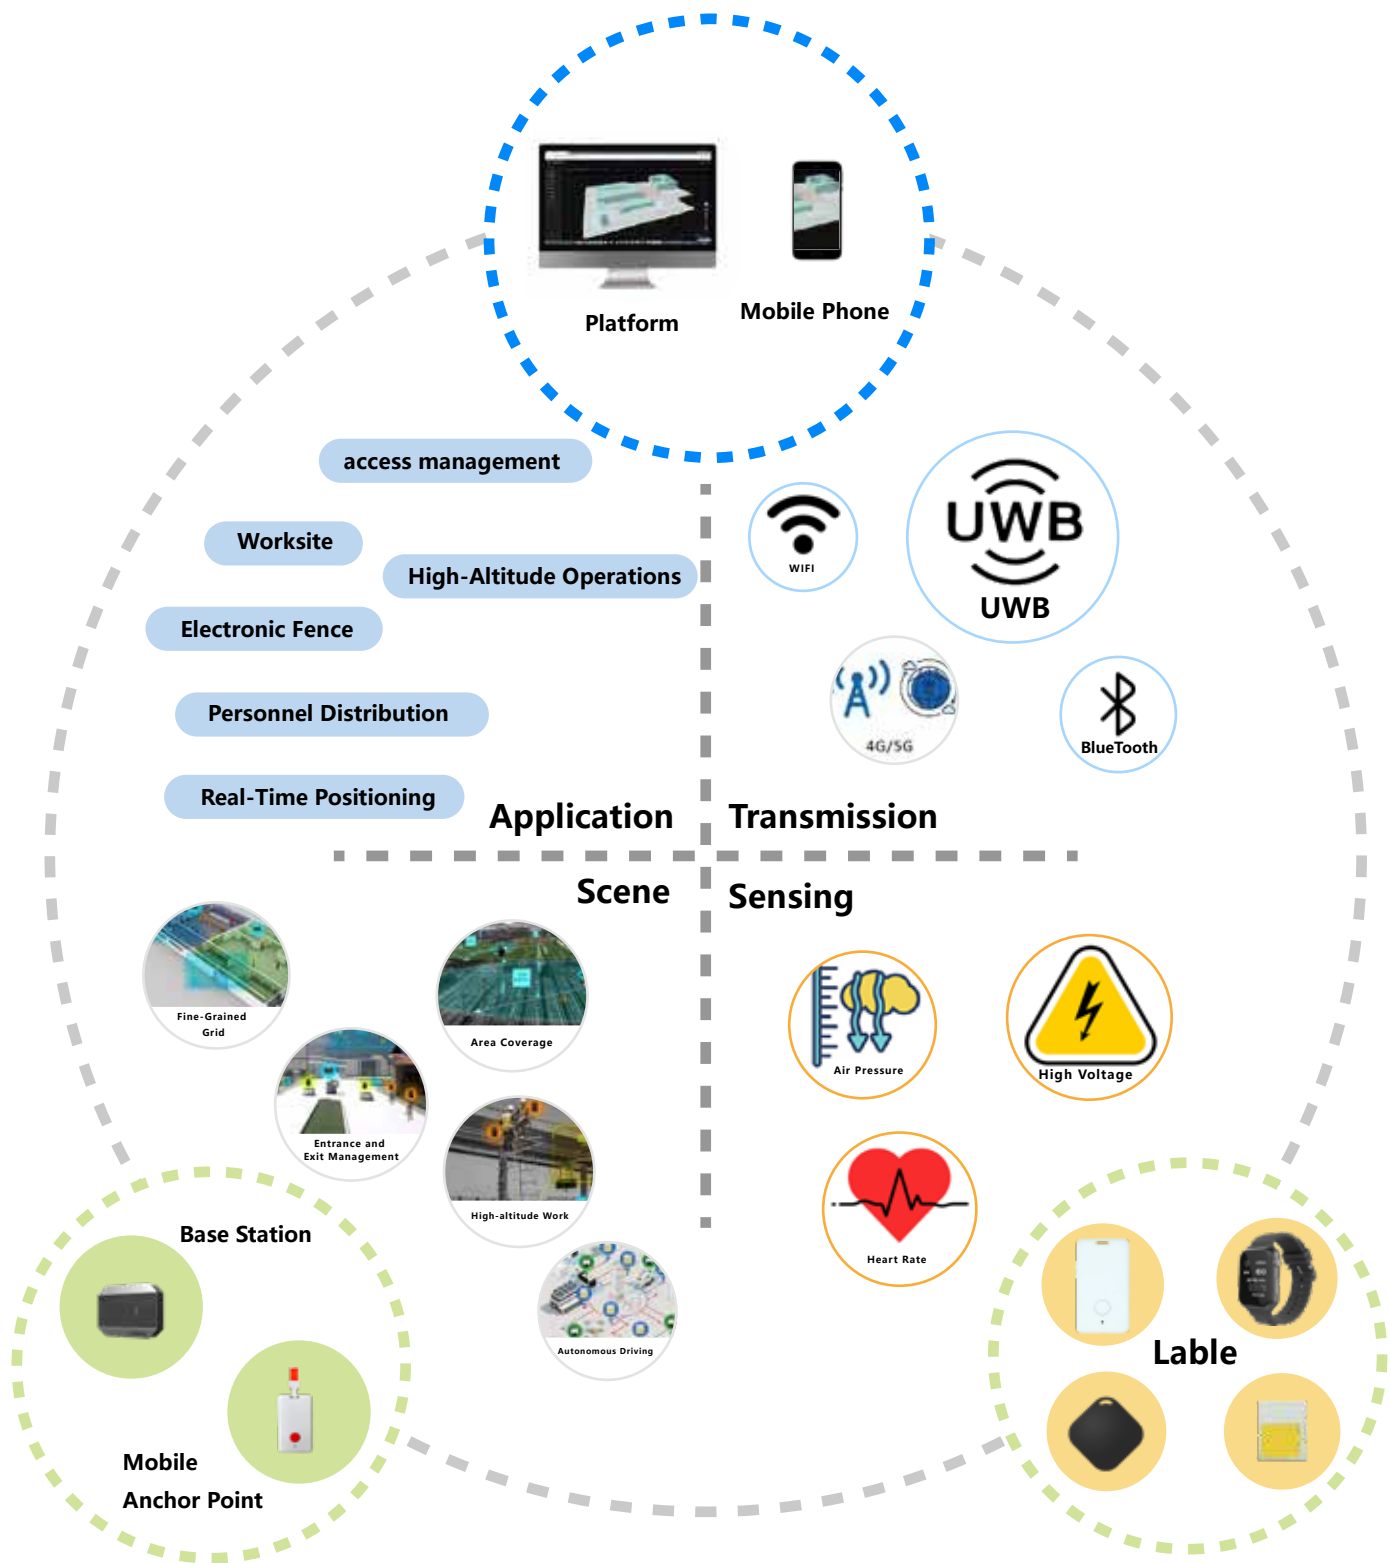 Platform
Mobile Phone
access management
Worksite
High-Altitude Operations
Electronic Fence
Personnel Distribution
Real-Time Positioning
Application
WIFI
UWB
UWB
4G/5G
BlueTooth
Transmission
Scene
Fine-Grained
Grid
Area Coverage
Entrance and
Exit Management
High-altitude Work
Autonomous Driving
Sensing
Air Pressure
High Voltage
Heart Rate
Base Station
Mobile
Anchor Point
Lable